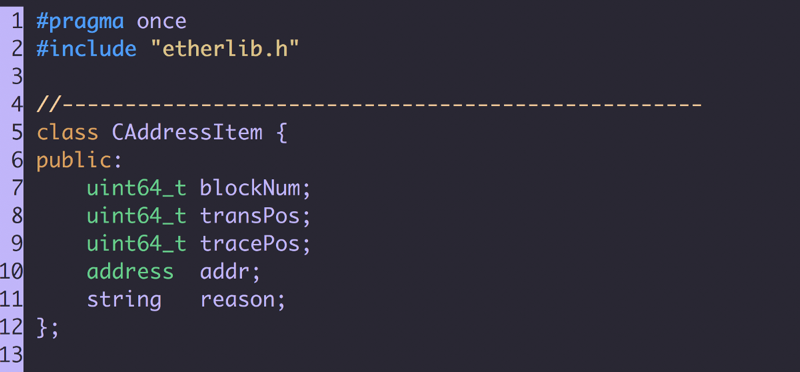 1 #pragma once
2 #include "etherlib.h"
3
4 //---------------------------------------------------
5 class CAddressItem {
6 public:
7     uint64_t blockNum;
8     uint64_t transPos;
9     uint64_t tracePos;
10     address  addr;
11     string   reason;
12 };
13